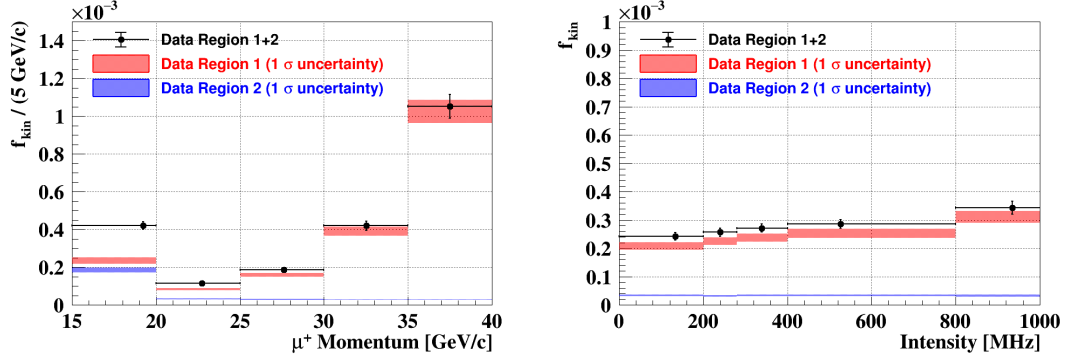 ×10⁻³
f_kin / (5 GeV/c)
1.4
1.2
1
0.8
0.6
0.4
0.2
0
Data Region 1+2
Data Region 1 (1 σ uncertainty)
Data Region 2 (1 σ uncertainty)
15 20 25 30 35 40
μ⁺ Momentum [GeV/c]
×10⁻³
f_kin
1
0.9
0.8
0.7
0.6
0.5
0.4
0.3
0.2
0.1
0
Data Region 1+2
Data Region 1 (1 σ uncertainty)
Data Region 2 (1 σ uncertainty)
0 200 400 600 800 1000
Intensity [MHz]